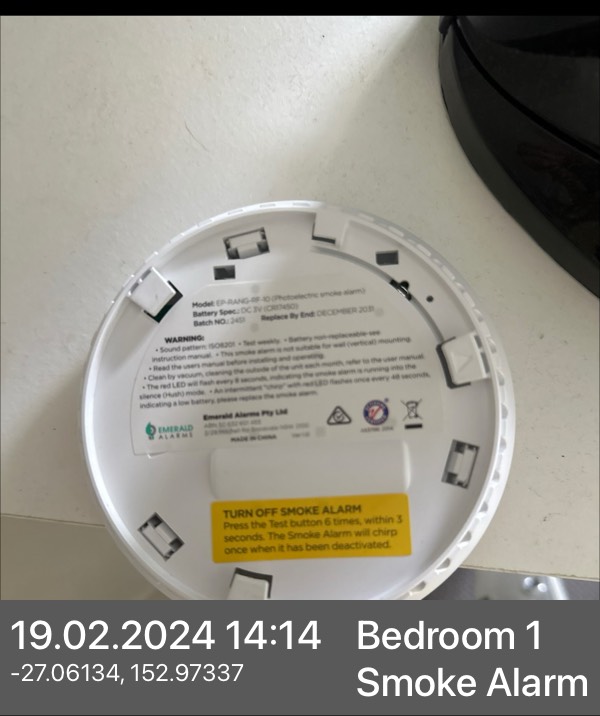 Model: EP-RANG-RF-10 (Photoelectric smoke alarm)
Battery Spec.: DC 3V (CR17450)
Batch NO.: 2451 Replace By End: DECEMBER 2031
WARNING:
• Sound pattern: ISO8201 • Test weekly. • Battery non-replaceable-see
instruction manual. • This smoke alarm is not suitable for wall (vertical) mounting.
• Read the users manual before installing and operating.
• Clean by vacuum, cleaning the outside of the unit each month, refer to the user manual.
• The red LED will flash every 8 seconds, indicating the smoke alarm is running into the
silence (Hush) mode. • An intermittent "chirp" with red LED flashes once every 48 seconds,
indicating a low battery, please replace the smoke alarm.
EMERALD
ALARMS
Emerald Alarms Pty Ltd
MADE IN CHINA
TURN OFF SMOKE ALARM
Press the Test button 6 times, within 3
seconds. The Smoke Alarm will chirp
once when it has been deactivated.
19.02.2024 14:14
-27.06134, 152.97337
Bedroom 1
Smoke Alarm